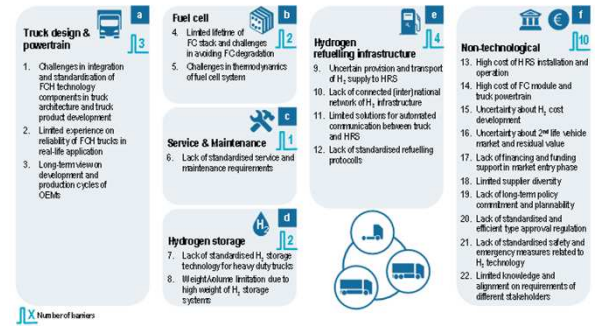 a
Truck design &
powertrain
3
1. Challenges in integration
and standardisation of
FCH technology
components in truck
architecture and truck
product development
2. Limited experience on
reliablity of FCH trucks in
real-life application
3. Long-term view on
development and
production cycles of
OEMs
b
Fuel cell
2
4. Limited lifetime of
FC stack and challenges
in avoiding FC degradation
5. Challenges in thermodynamics
of fuel cell system
c
Service & Maintenance
1
6. Lack of standardised service and
maintenance requirements
d
H2
Hydrogen storage
2
7. Lack of standardised H2 storage
technology for heavy duty trucks
8. Weight/volume limitation due to
high weight of H2 storage
systems
e
Hydrogen
refuelling infrastructure
4
9. Uncertain provision and transport
of H2 supply to HRS
10. Lack of connected (inter)national
network of H2 infrastructure
11. Limited solutions for automated
communication between truck
and HRS
12. Lack of standardised refuelling
protocolls
f
€
Non-technological
10
13. High cost of HRS installation and
operation
14. High cost of FC module and
truck powertrain
15. Uncertainty about H2 cost
development
16. Uncertainty about 2nd life vehicle
market and residual value
17. Lack of financing and funding
support in market entry phase
18. Limited supplier diversity
19. Lack of long-term policy
commitment and plannability
20. Lack of standardised and
efficient type approval regulation
21. Lack of standardised safety and
emergency measures related to
H2 technology
22. Limited knowledge and
alignment on requirements of
different stakeholders
X Number of barriers